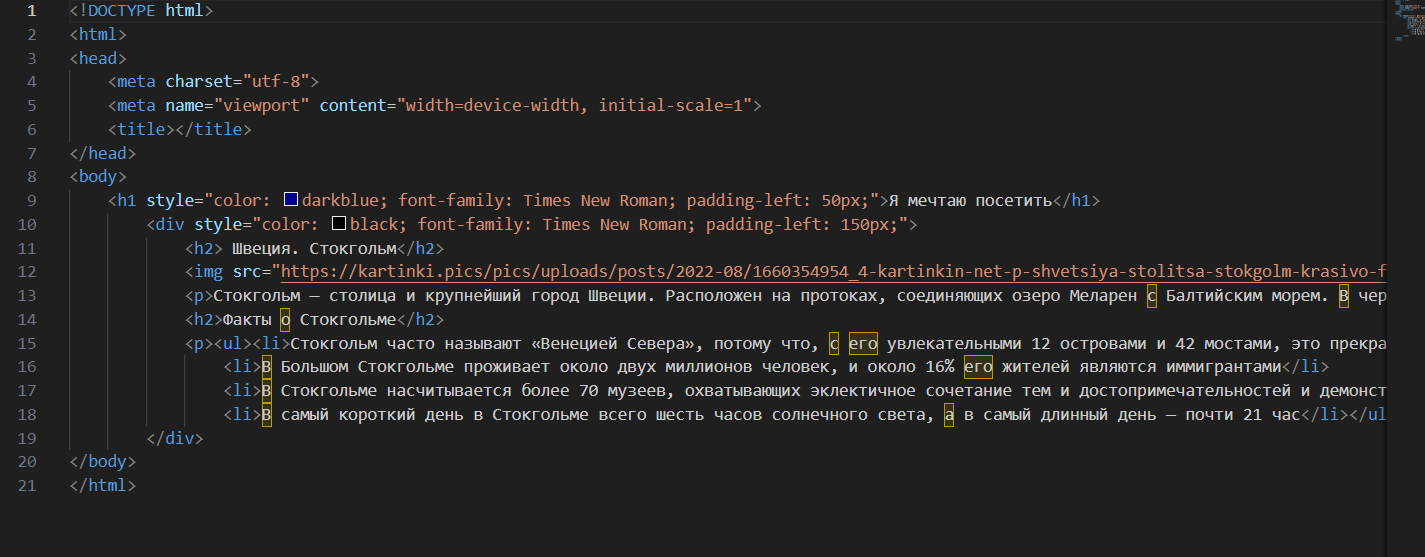 1 <!DOCTYPE html>
2 <html>
3 <head>
4 <meta charset="utf-8">
5 <meta name="viewport" content="width=device-width, initial-scale=1">
6 <title></title>
7 </head>
8 <body>
9 <h1 style="color: darkblue; font-family: Times New Roman; padding-left: 50px;">Я мечтаю посетить</h1>
10 <div style="color: black; font-family: Times New Roman; padding-left: 150px;">
11 <h2> Швеция. Стокгольм</h2>
12 <img src="https://kartinki.pics/pics/uploads/posts/2022-08/1660354954_4-kartinkin-net-p-shvetsiya-stolitsa-stokgolm-krasivo-f
13 <p>Стокгольм — столица и крупнейший город Швеции. Расположен на протоках, соединяющих озеро Меларен с Балтийским морем. В чер
14 <h2>Факты о Стокгольме</h2>
15 <p><ul><li>Стокгольм часто называют «Венецией Севера», потому что, с его увлекательными 12 островами и 42 мостами, это прекра
16 <li>В Большом Стокгольме проживает около двух миллионов человек, и около 16% его жителей являются иммигрантами</li>
17 <li>В Стокгольме насчитывается более 70 музеев, охватывающих эклектичное сочетание тем и достопримечательностей и демонст
18 <li>В самый короткий день в Стокгольме всего шесть часов солнечного света, а в самый длинный день — почти 21 час</li></ul
19 </div>
20 </body>
21 </html>